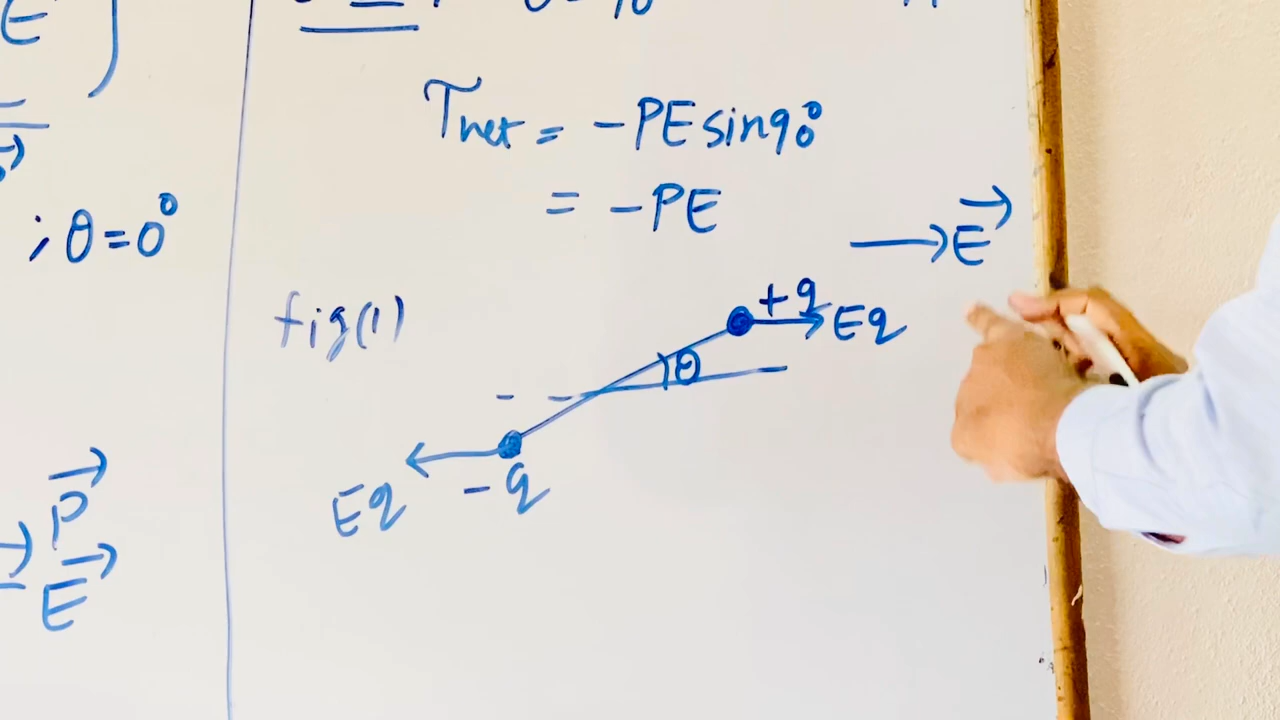 E
; θ = 0°
P
E
τnet = -PE sin90°
= -PE
E
fig(1)
+q
Eq
θ
-q
Eq